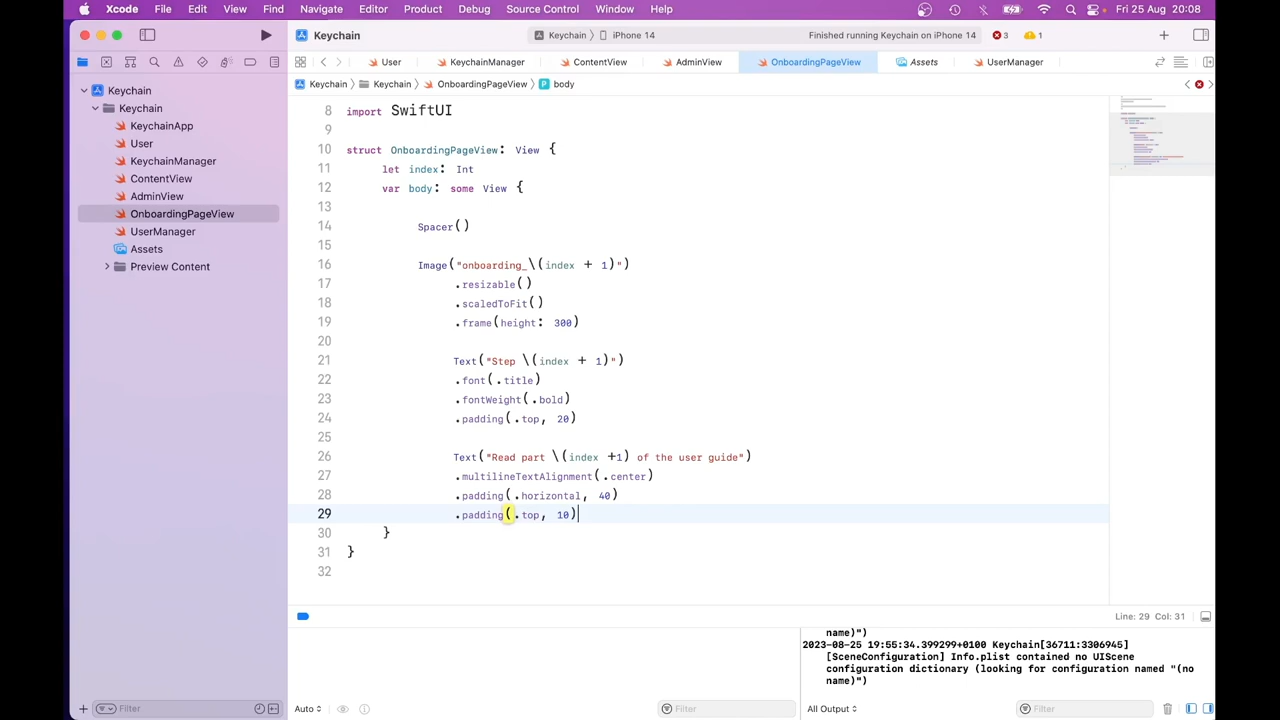 Xcode File Edit View Find Navigate Editor Product Debug Source Control Window Help Fri 25 Aug 20:08
Keychain Keychain iPhone 14 Finished running Keychain on iPhone 14 3 1
User KeychainManager ContentView AdminView OnboardingPageView Assets UserManager
Keychain Keychain OnboardingPageView P body
Keychain
Keychain
KeychainApp
User
KeychainManager
ContentView
AdminView
OnboardingPageView
UserManager
Assets
Preview Content
8 import SwiftUI
9
10 struct OnboardingPageView: View {
11 let index: Int
12 var body: some View {
13
14 Spacer()
15
16 Image("onboarding_\(index + 1)")
17 .resizable()
18 .scaledToFit()
19 .frame(height: 300)
20
21 Text("Step \(index + 1)")
22 .font(.title)
23 .fontWeight(.bold)
24 .padding(.top, 20)
25
26 Text("Read part \(index +1) of the user guide")
27 .multilineTextAlignment(.center)
28 .padding(.horizontal, 40)
29 .padding(.top, 10)
30 }
31 }
32
Line: 29 Col: 31
name)")
2023-08-25 19:55:34.399299+0100 Keychain[36711:3306945]
[SceneConfiguration] Info.plist contained no UIScene
configuration dictionary (looking for configuration named "(no
name)")
Filter Auto Filter All Output Filter